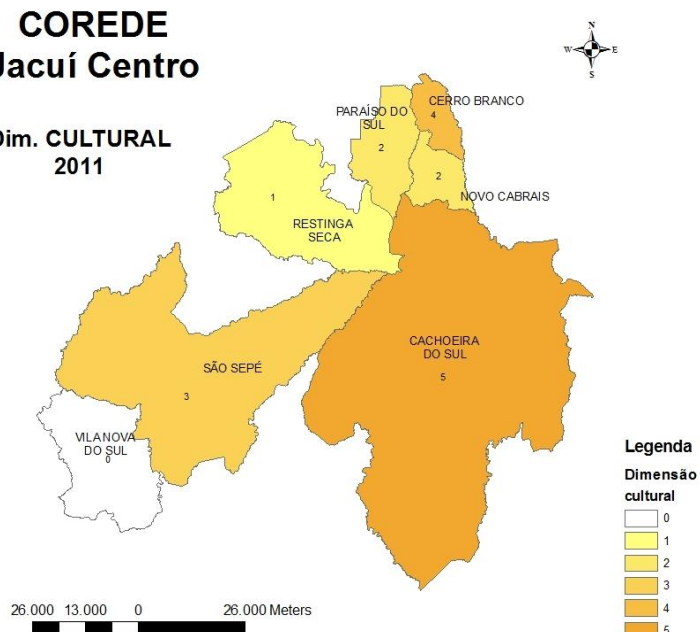 COREDE
Jacuí Centro
Dim. CULTURAL
2011
N
W
E
S
PARAÍSO DO
SUL
2
CERRO BRANCO
4
2
NOVO CABRAIS
1
RESTINGA
SECA
CACHOEIRA
DO SUL
5
SÃO SEPÉ
3
VILA NOVA
DO SUL
0
Legenda
Dimensão
cultural
0
1
2
3
4
5
26.000 13.000 0 26.000 Meters